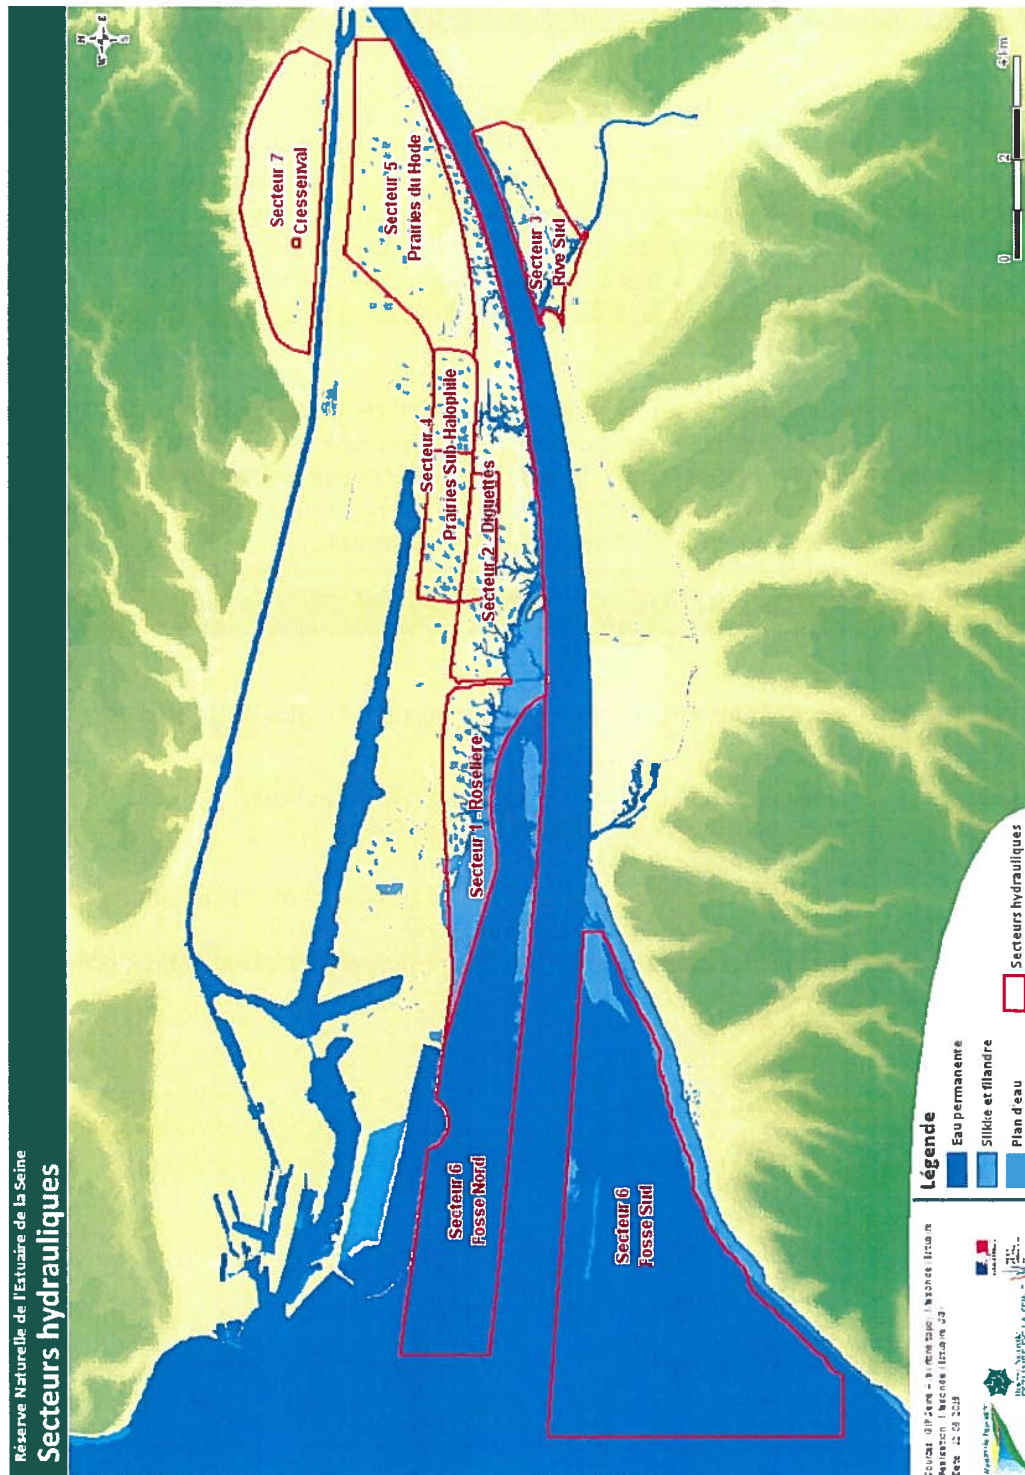 Réserve Naturelle de l'Estuaire de la Seine
Secteurs hydrauliques
Secteur 7
Cressenval
Secteur 5
Prairies du Hode
Secteur 3
Rive Sud
Secteur 4
Prairies Sub-Halophile
Secteur 2 - Diguettes
Secteur 1 - Roselière
Secteur 6
Fosse Nord
Secteur 6
Fosse Sud
Légende
Eau permanente
Slikke et filandre
Plan d'eau
Secteurs hydrauliques
0
2
4 km